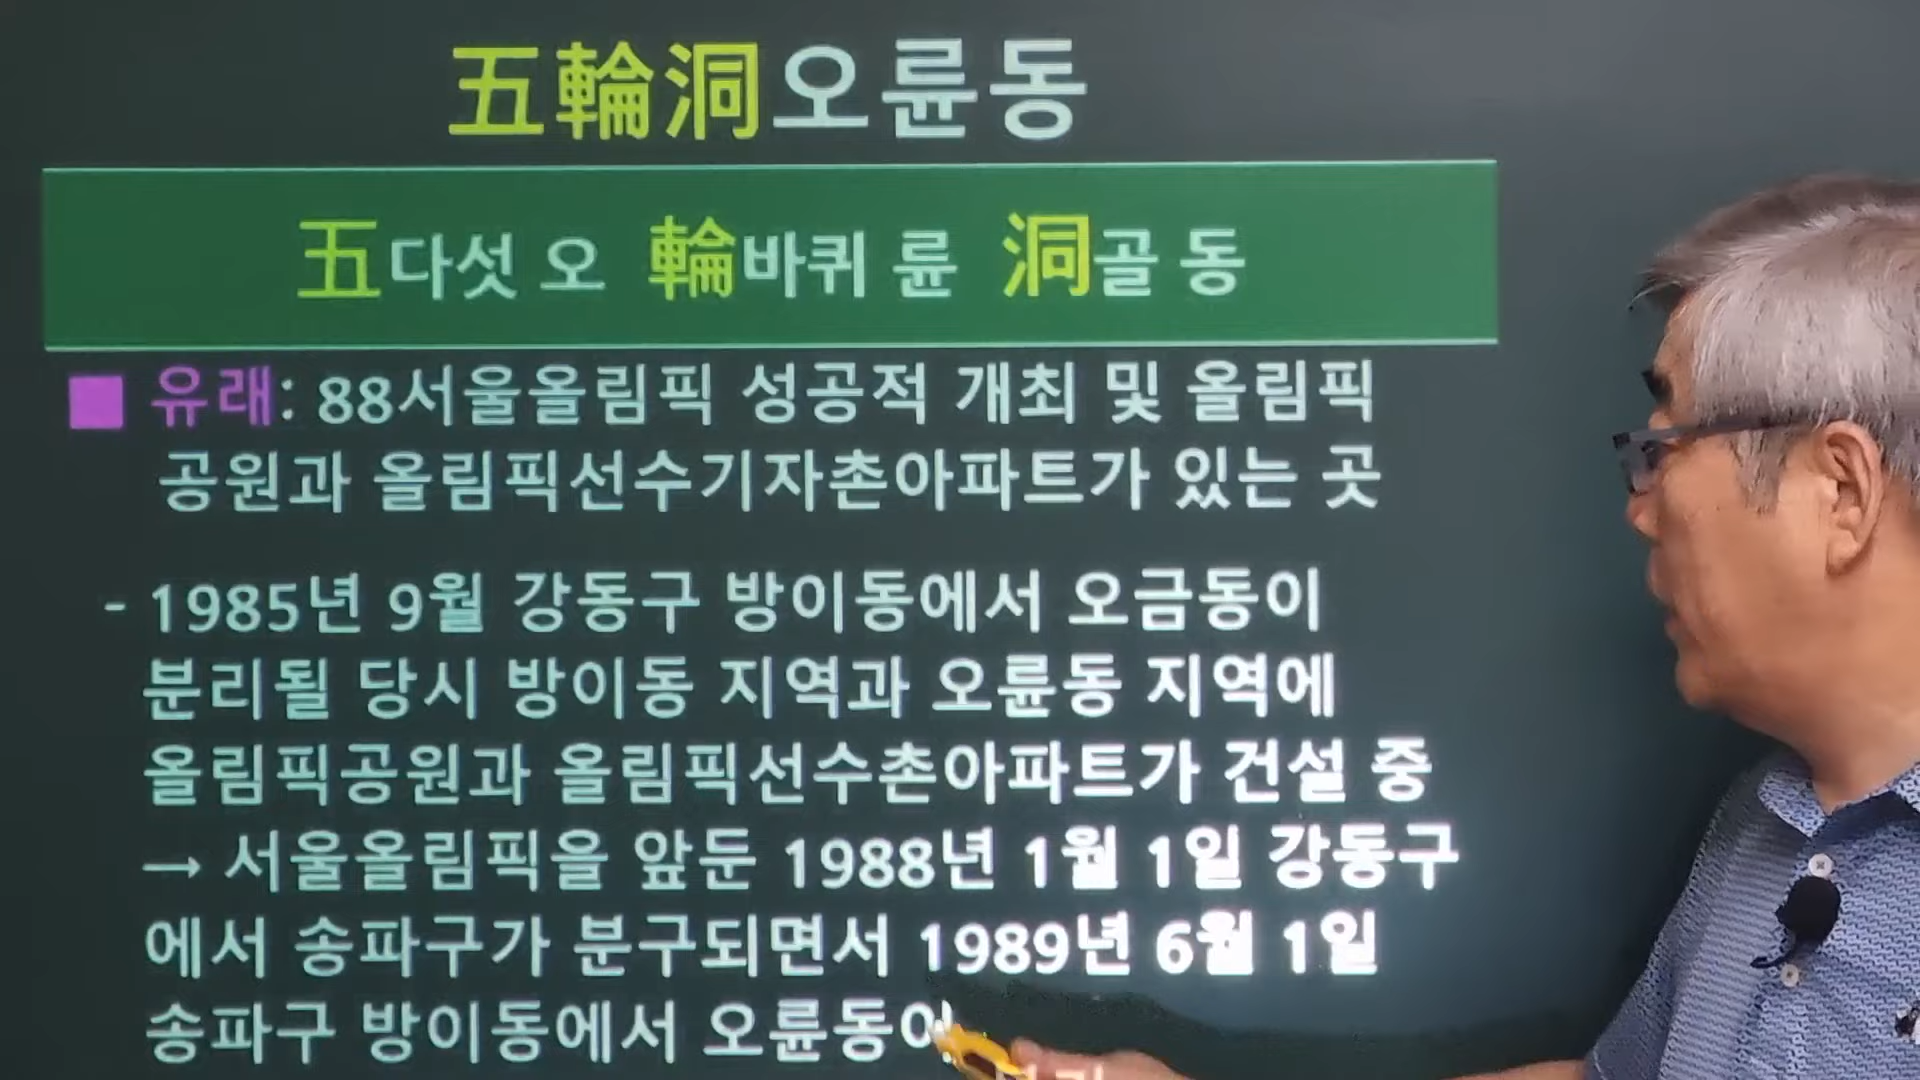 五輪洞오륜동
五다섯 오 輪바퀴 륜 洞골 동
■ 유래: 88서울올림픽 성공적 개최 및 올림픽
공원과 올림픽선수기자촌아파트가 있는 곳
- 1985년 9월 강동구 방이동에서 오금동이
분리될 당시 방이동 지역과 오륜동 지역에
올림픽공원과 올림픽선수촌아파트가 건설 중
→ 서울올림픽을 앞둔 1988년 1월 1일 강동구
에서 송파구가 분구되면서 1989년 6월 1일
송파구 방이동에서 오륜동이